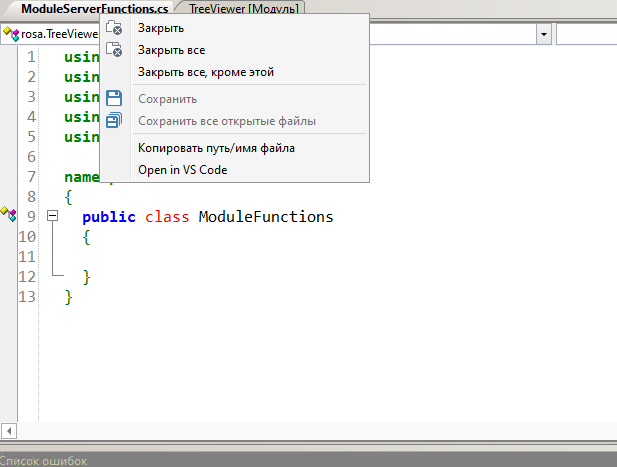 ModuleServerFunctions.cs
TreeViewer [Модуль]
rosa.TreeViewe
Закрыть
Закрыть все
Закрыть все, кроме этой
Сохранить
Сохранить все открытые файлы
Копировать путь/имя файла
Open in VS Code
1 usin
2 usin
3 usin
4 usin
5 usin
6
7 name
8 {
9 public class ModuleFunctions
10 {
11
12 }
13 }
Список ошибок